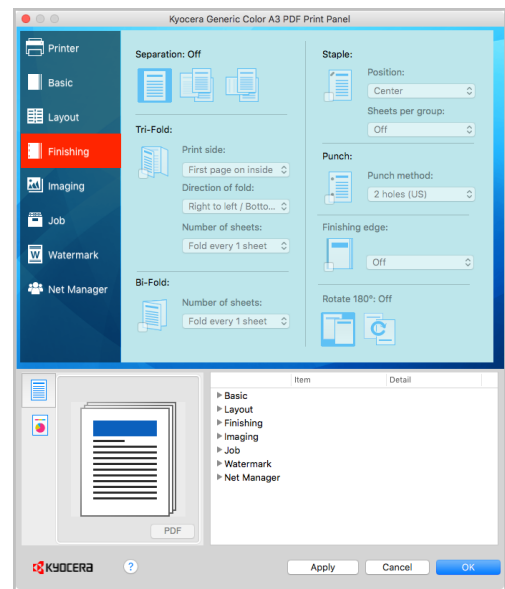 Kyocera Generic Color A3 PDF Print Panel
Printer
Basic
Layout
Finishing
Imaging
Job
Watermark
Net Manager
Separation: Off
Tri-Fold:
Print side:
First page on inside
Direction of fold:
Right to left / Botto...
Number of sheets:
Fold every 1 sheet
Bi-Fold:
Number of sheets:
Fold every 1 sheet
Staple:
Position:
Center
Sheets per group:
Off
Punch:
Punch method:
2 holes (US)
Finishing edge:
Off
Rotate 180°: Off
PDF
Item Detail
Basic
Layout
Finishing
Imaging
Job
Watermark
Net Manager
KYOCERA
?
Apply Cancel OK